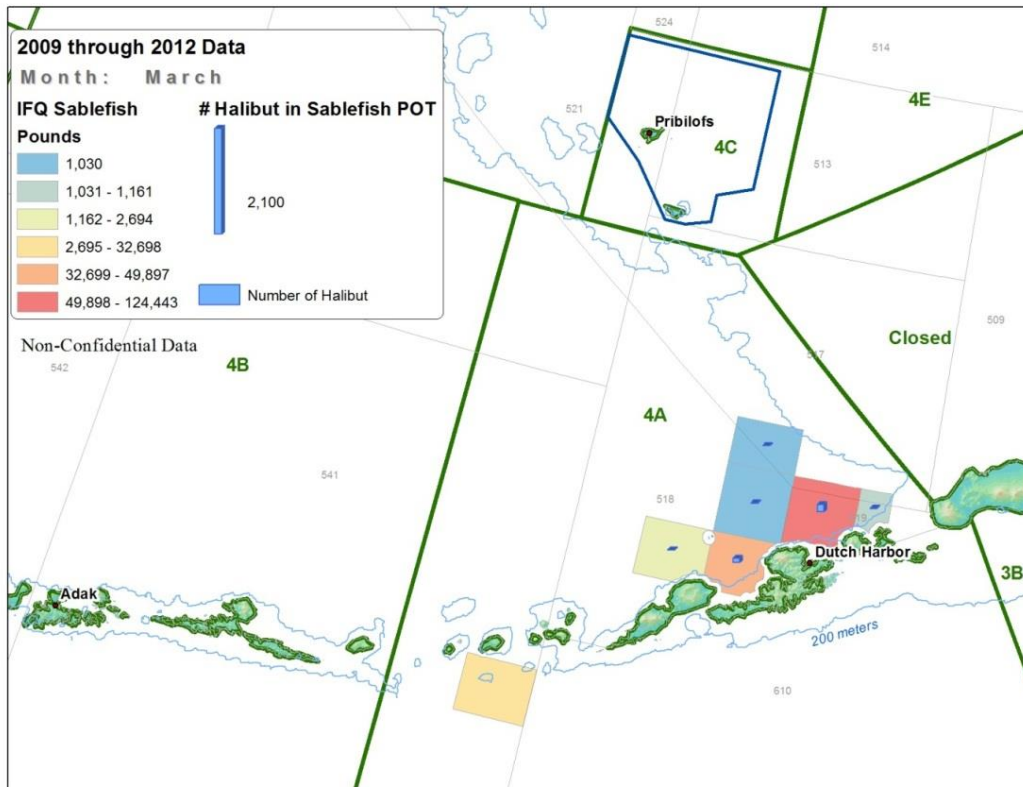 2009 through 2012 Data
Month: March
IFQ Sablefish
Pounds
1,030
1,031 - 1,161
1,162 - 2,694
2,695 - 32,698
32,699 - 49,897
49,898 - 124,443
# Halibut in Sablefish POT
2,100
Number of Halibut
Non-Confidential Data
524
514
4E
521
Pribilofs
4C
513
509
Closed
517
542
4B
4A
541
518
519
Dutch Harbor
3B
Adak
200 meters
610